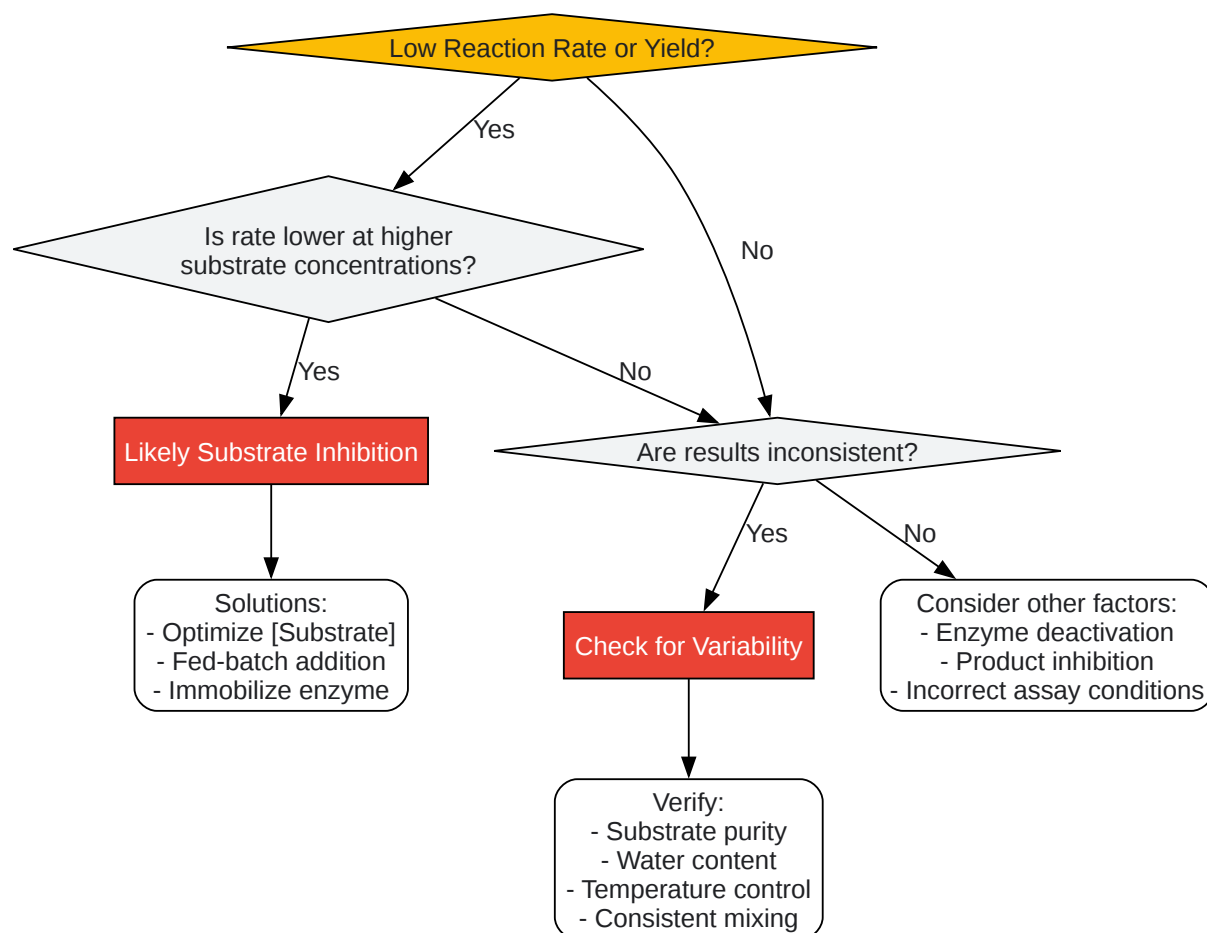 Low Reaction Rate or Yield?
Yes
Is rate lower at higher
substrate concentrations?
No
Yes
No
Likely Substrate Inhibition
Are results inconsistent?
Yes
No
Solutions:
- Optimize [Substrate]
- Fed-batch addition
- Immobilize enzyme
Check for Variability
Consider other factors:
- Enzyme deactivation
- Product inhibition
- Incorrect assay conditions
Verify:
- Substrate purity
- Water content
- Temperature control
- Consistent mixing